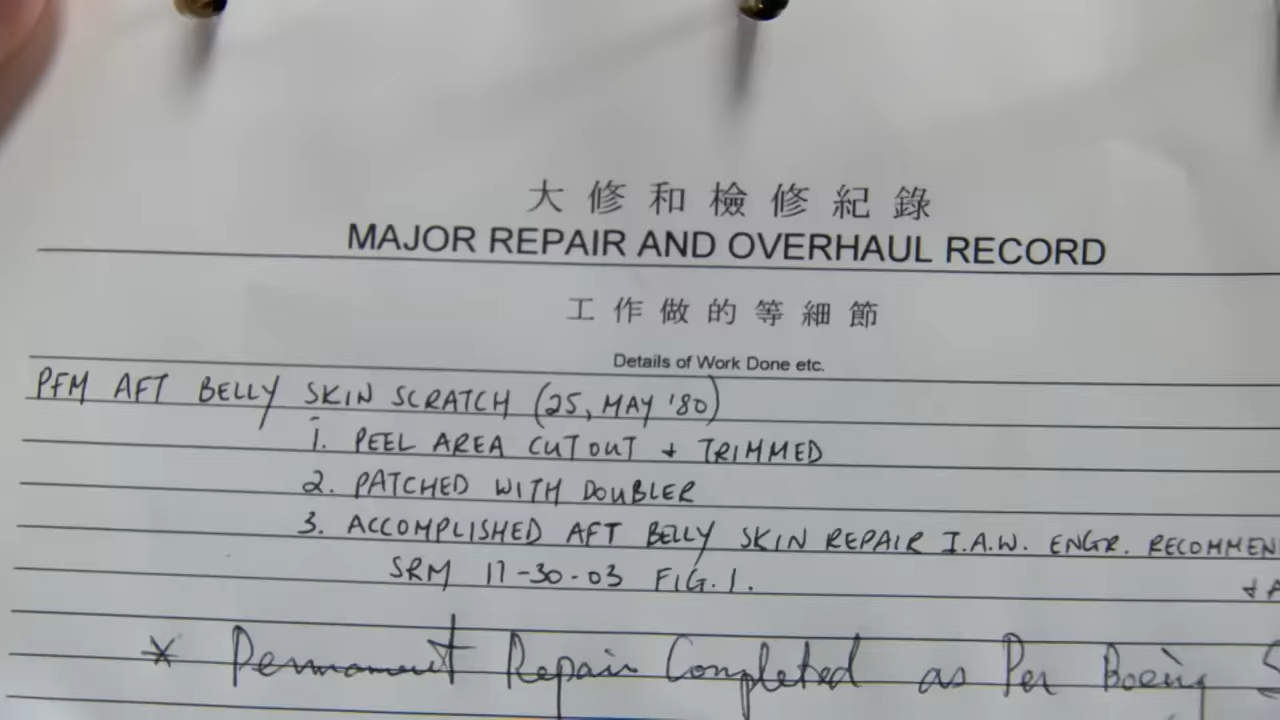 大修和檢修紀錄
MAJOR REPAIR AND OVERHAUL RECORD
工作做的等細節
Details of Work Done etc.
PFM AFT BELLY SKIN SCRATCH (25, MAY '80)
1. PEEL AREA CUTOUT + TRIMMED
2. PATCHED WITH DOUBLER
3. ACCOMPLISHED AFT BELLY SKIN REPAIR I.A.W. ENGR. RECOMMEN
SRM 17-30-03 FIG. 1.
* Permanent Repair Completed as Per Boeing S